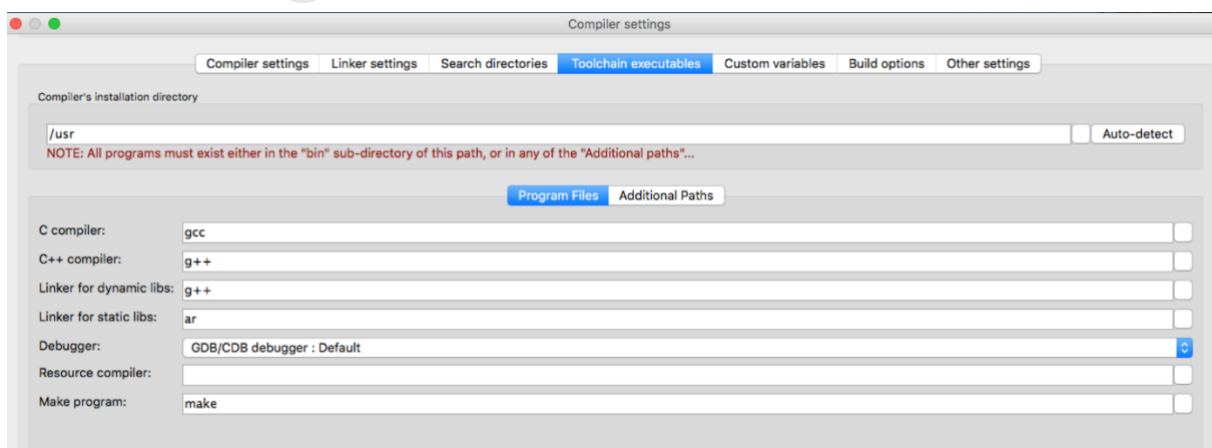 Compiler settings
Compiler settings Linker settings Search directories Toolchain executables Custom variables Build options Other settings
Compiler's installation directory
/usr Auto-detect
NOTE: All programs must exist either in the "bin" sub-directory of this path, or in any of the "Additional paths"...
Program Files Additional Paths
C compiler: gcc
C++ compiler: g++
Linker for dynamic libs: g++
Linker for static libs: ar
Debugger: GDB/CDB debugger : Default
Resource compiler:
Make program: make